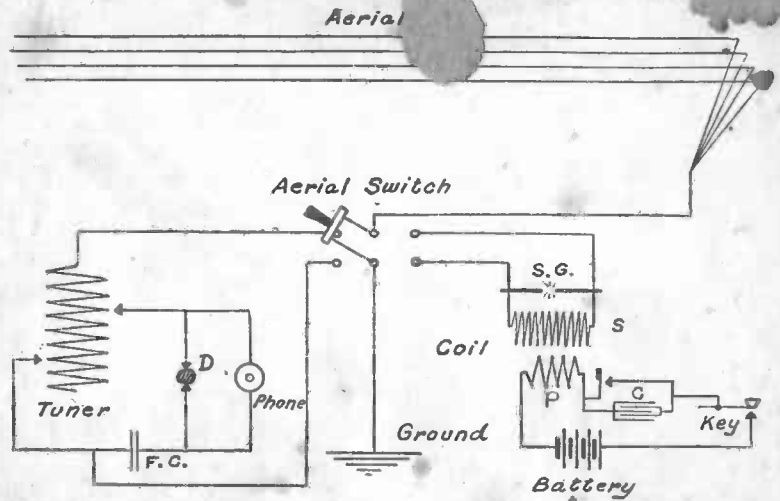 Aerial
Aerial Switch
S.G.
S
Coil
D
P
C
Tuner
Phone
Key
F.C.
Ground
Battery